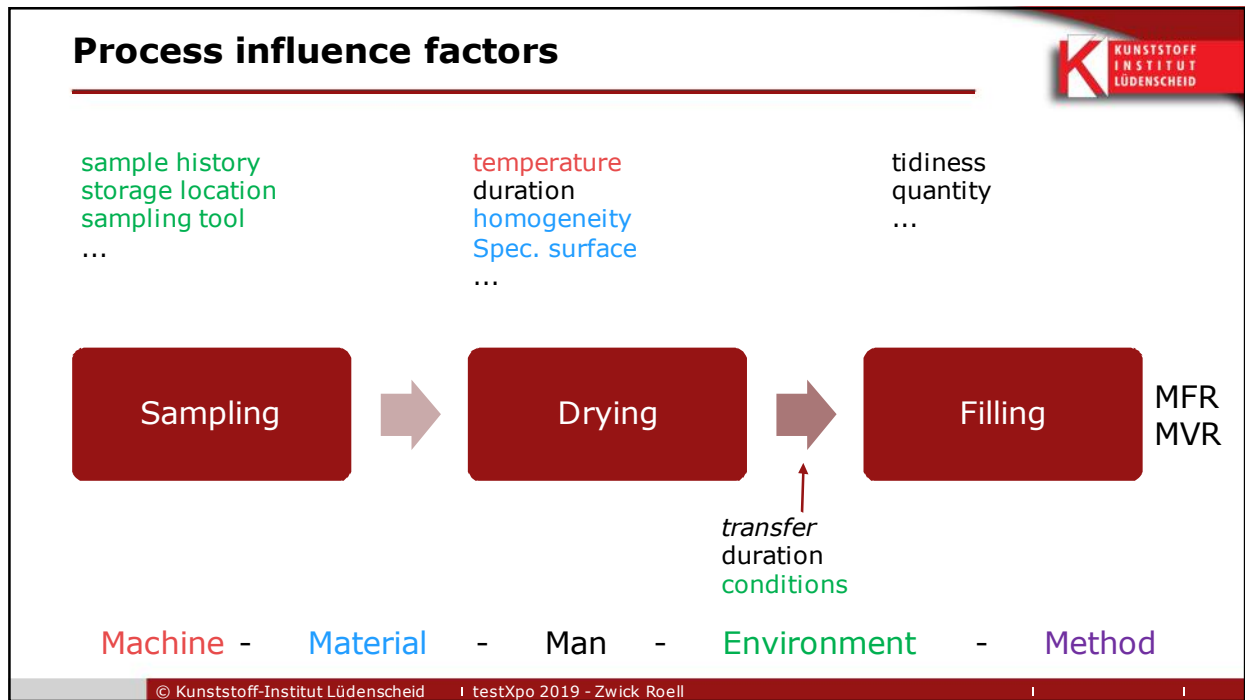 Process influence factors
KUNSTSTOFF
INSTITUT
LÜDENSCHEID
sample history
storage location
sampling tool
...
temperature
duration
homogeneity
Spec. surface
...
tidiness
quantity
...
Sampling
Drying
Filling
MFR
MVR
transfer
duration
conditions
Machine - Material - Man - Environment - Method
© Kunststoff-Institut Lüdenscheid I testXpo 2019 - Zwick Roell I I